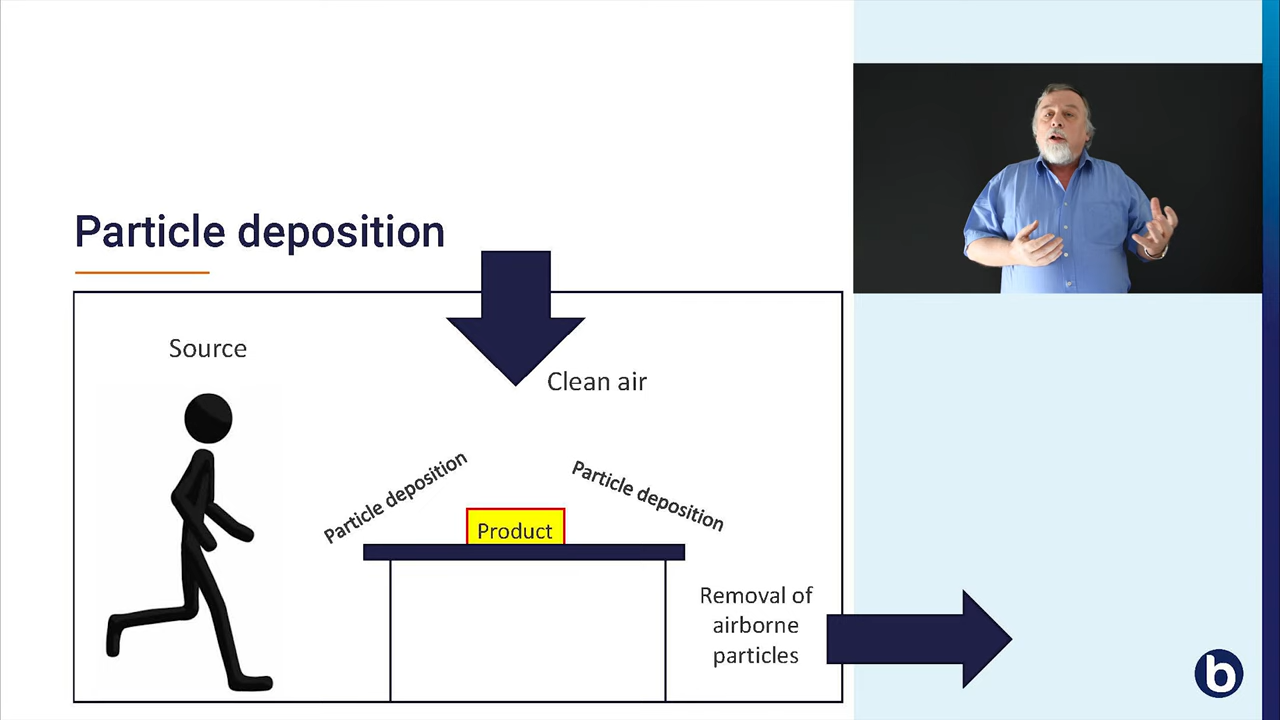 Particle deposition
Source
Clean air
Particle deposition
Particle deposition
Product
Removal of
airborne
particles
b